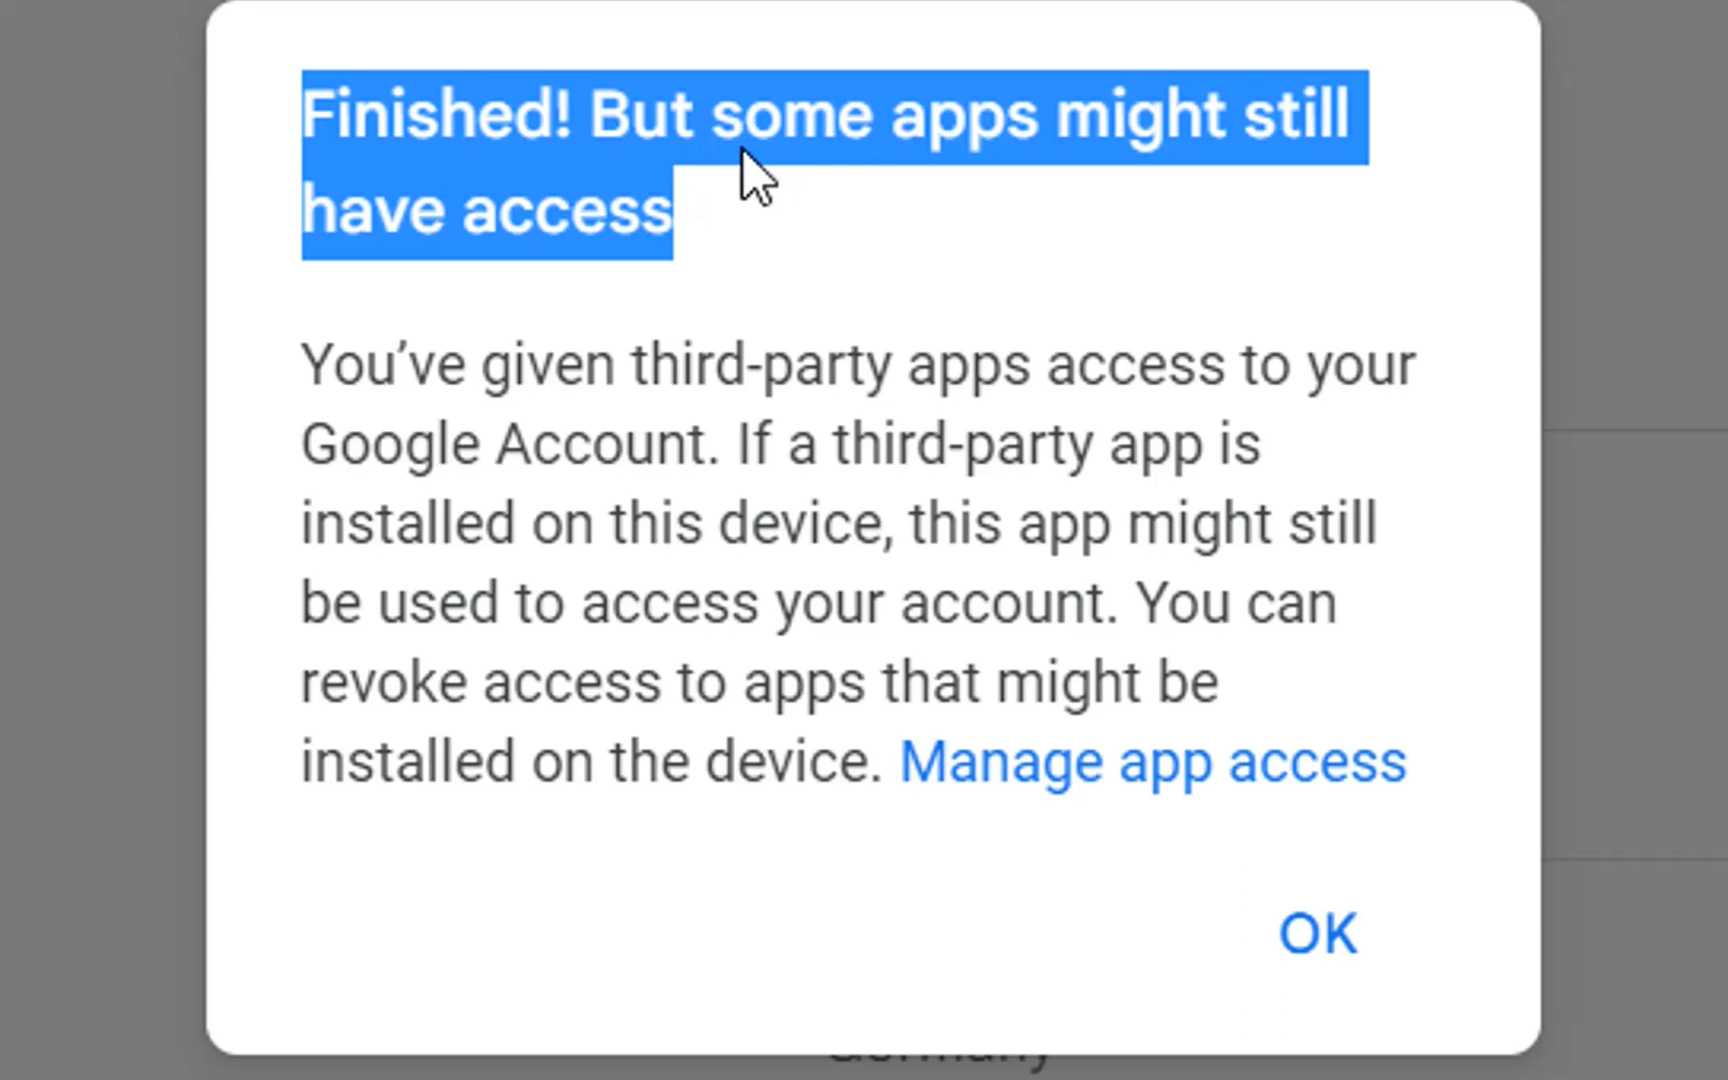 Finished! But some apps might still
have access
You’ve given third-party apps access to your
Google Account. If a third-party app is
installed on this device, this app might still
be used to access your account. You can
revoke access to apps that might be
installed on the device. Manage app access
OK
Germany